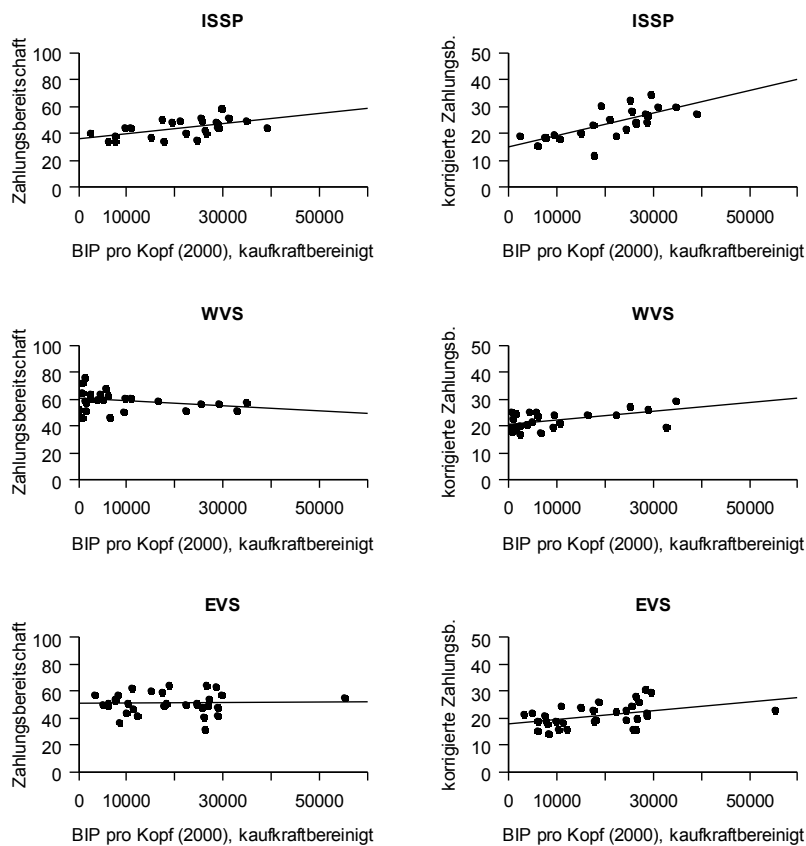 ISSP
Zahlungsbereitschaft
100
80
60
40
20
0
0 10000 30000 50000
BIP pro Kopf (2000), kaufkraftbereinigt
ISSP
korrigierte Zahlungsb.
50
40
30
20
10
0
0 10000 30000 50000
BIP pro Kopf (2000), kaufkraftbereinigt
WVS
Zahlungsbereitschaft
100
80
60
40
20
0
0 10000 30000 50000
BIP pro Kopf (2000), kaufkraftbereinigt
WVS
korrigierte Zahlungsb.
50
40
30
20
10
0
0 10000 30000 50000
BIP pro Kopf (2000), kaufkraftbereinigt
EVS
Zahlungsbereitschaft
100
80
60
40
20
0
0 10000 30000 50000
BIP pro Kopf (2000), kaufkraftbereinigt
EVS
korrigierte Zahlungsb.
50
40
30
20
10
0
0 10000 30000 50000
BIP pro Kopf (2000), kaufkraftbereinigt